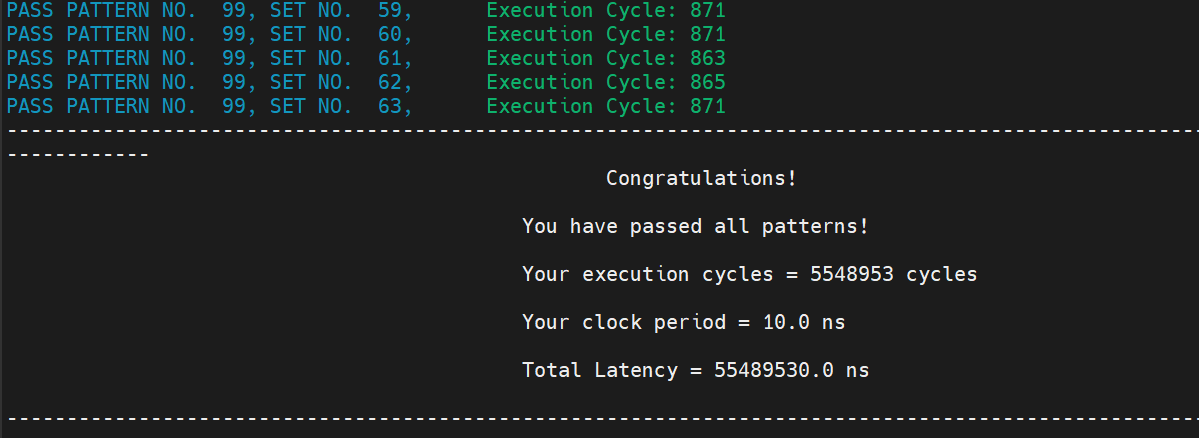 PASS PATTERN NO.  99, SET NO.  59,      Execution Cycle: 871
PASS PATTERN NO.  99, SET NO.  60,      Execution Cycle: 871
PASS PATTERN NO.  99, SET NO.  61,      Execution Cycle: 863
PASS PATTERN NO.  99, SET NO.  62,      Execution Cycle: 865
PASS PATTERN NO.  99, SET NO.  63,      Execution Cycle: 871
---------------------------------------------------------------------------------------------------
------------
Congratulations!
You have passed all patterns!
Your execution cycles = 5548953 cycles
Your clock period = 10.0 ns
Total Latency = 55489530.0 ns
---------------------------------------------------------------------------------------------------